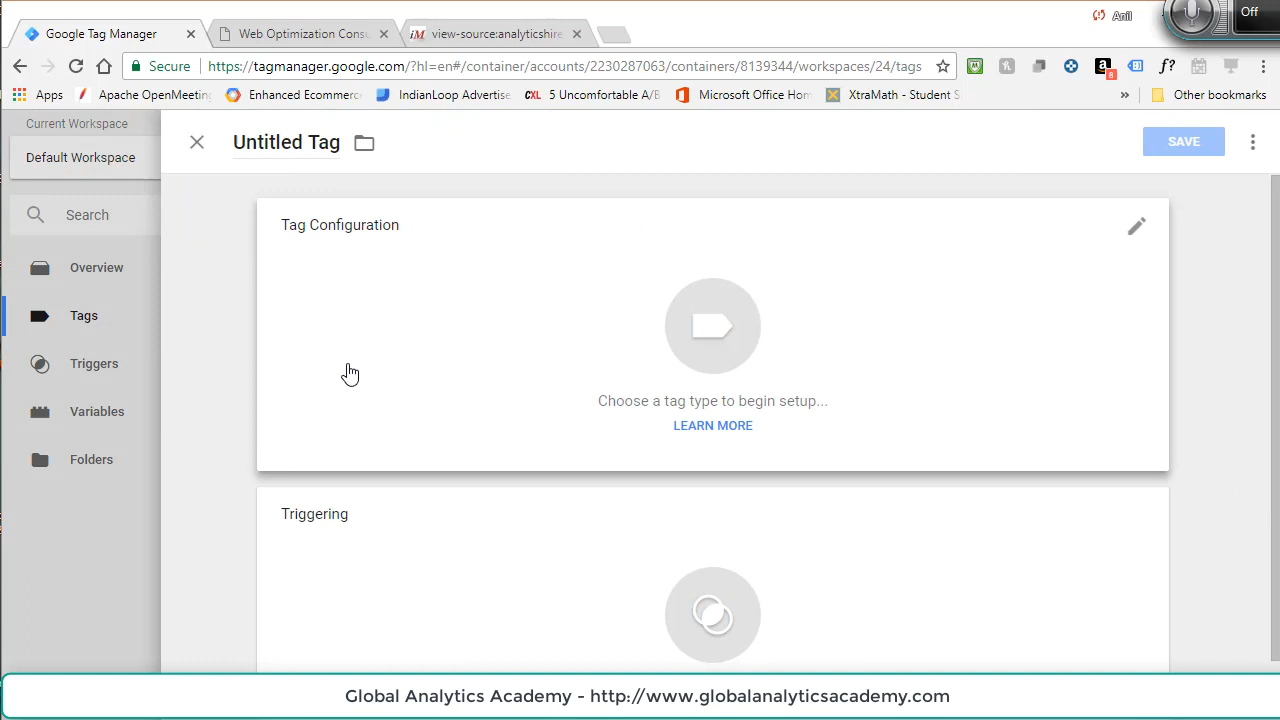 Anil
Off
Google Tag Manager
Web Optimization Consu
view-source:analyticshire
Secure
https://tagmanager.google.com/?hl=en#/container/accounts/2230287063/containers/8139344/workspaces/24/tags
8
f?
Apps
Apache OpenMeeting
Enhanced Ecommerc
IndianLoop Advertise
CXL
5 Uncomfortable A/B
Microsoft Office Hom
XtraMath - Student S
»
Other bookmarks
Current Workspace
Default Workspace
Untitled Tag
SAVE
Search
Overview
Tags
Triggers
Variables
Folders
Tag Configuration
Choose a tag type to begin setup...
LEARN MORE
Triggering
Global Analytics Academy - http://www.globalanalyticsacademy.com